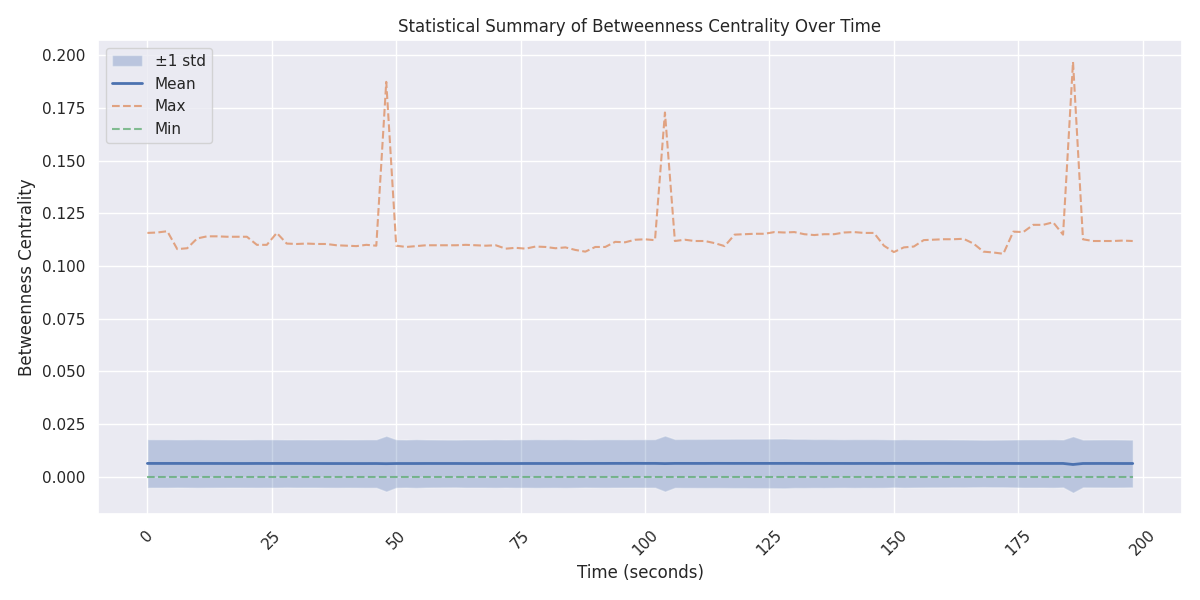 Statistical Summary of Betweenness Centrality Over Time
±1 std
Mean
Max
Min
Betweenness Centrality
0.200
0.175
0.150
0.125
0.100
0.075
0.050
0.025
0.000
0
25
50
75
100
125
150
175
200
Time (seconds)